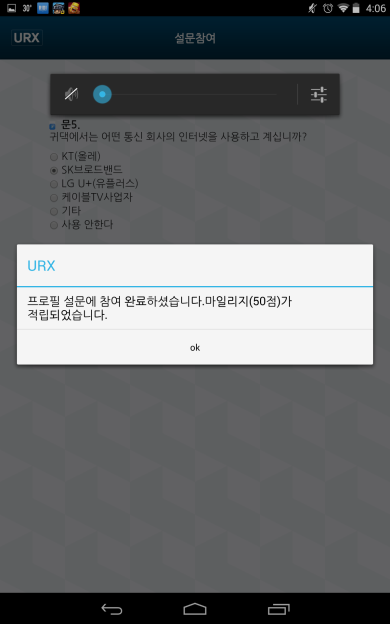 30°
4:06
URX
설문참여
문5.
귀댁에서는 어떤 통신 회사의 인터넷을 사용하고 계십니까?
KT(올레)
SK브로드밴드
LG U+(유플러스)
케이블TV사업자
기타
사용 안한다
URX
프로필 설문에 참여 완료하셨습니다.마일리지(50점)가
적립되었습니다.
ok